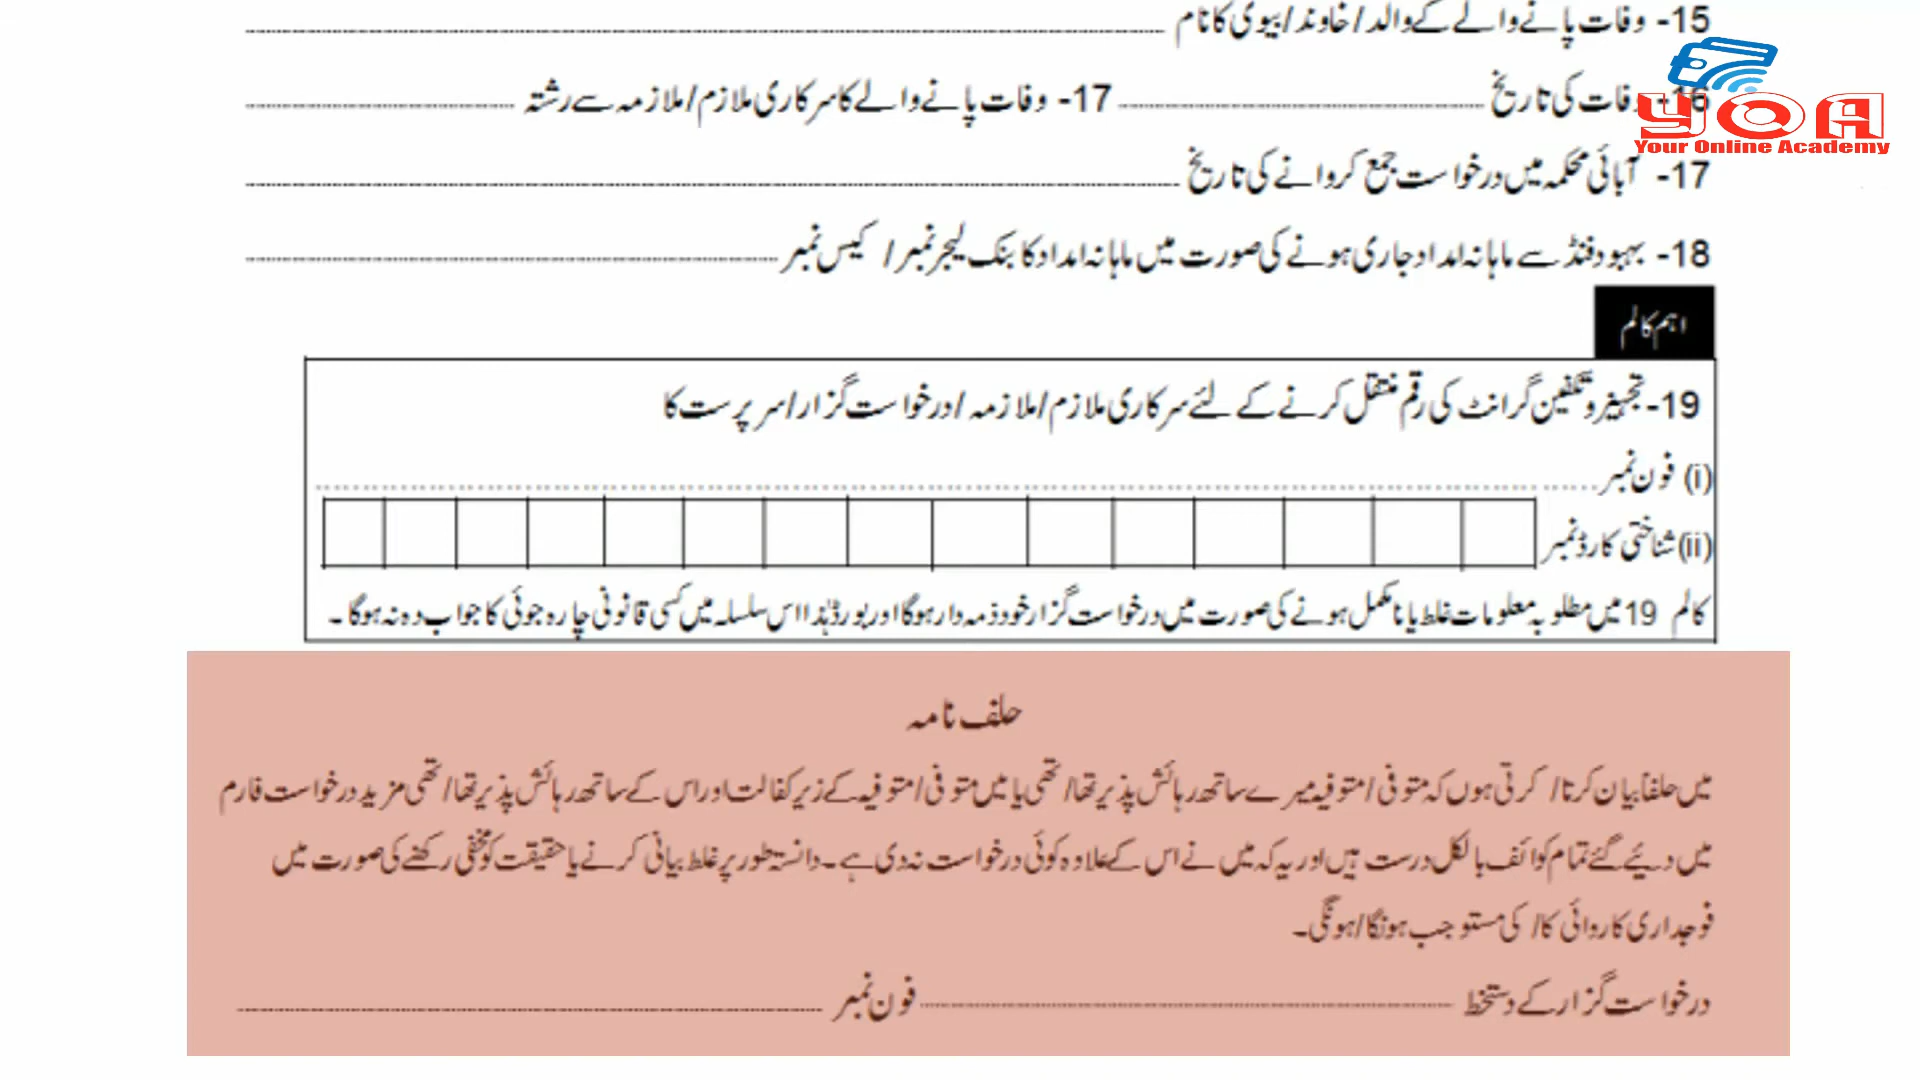 15- وفات پانے والے کے والد/خاوند/بیوی کا نام
16- وفات کی تاریخ 17- وفات پانے والے کا سرکاری ملازم/ملازمہ سے رشتہ
YOA
Your Online Academy
17- آبائی محکمہ میں درخواست جمع کروانے کی تاریخ
18- بہبود فنڈ سے ماہانہ امداد جاری ہونے کی صورت میں ماہانہ امداد کا بنک لیجر نمبر/ کیس نمبر
اہم کالم
19- تجہیز و تکفین گرانٹ کی رقم منتقل کرنے کے لئے سرکاری ملازم/ملازمہ/درخواست گزار/سرپرست کا
(i) فون نمبر
(ii) شناختی کارڈ نمبر
کالم 19 میں مطلوبہ معلومات غلط یا نامکمل ہونے کی صورت میں درخواست گزار خود ذمہ دار ہوگا اور بورڈ ہٰذا اس سلسلہ میں کسی قانونی چارہ جوئی کا جواب دہ نہ ہوگا۔
حلف نامہ
میں حلفاً بیان کرتا/ کرتی ہوں کہ متوفی/متوفیہ میرے ساتھ رہائش پذیر تھا/تھی یا میں متوفی/متوفیہ کے زیر کفالت اور اس کے ساتھ رہائش پذیر تھا/تھی مزید درخواست فارم
میں دیئے گئے تمام کوائف بالکل درست ہیں اور یہ کہ میں نے اس کے علاوہ کوئی درخواست نہ دی ہے۔ دانستہ طور پر غلط بیانی کرنے یا حقیقت کو مخفی رکھنے کی صورت میں
فوجداری کاروائی کا/ کی مستوجب ہونگا/ہونگی۔
درخواست گزار کے دستخط فون نمبر